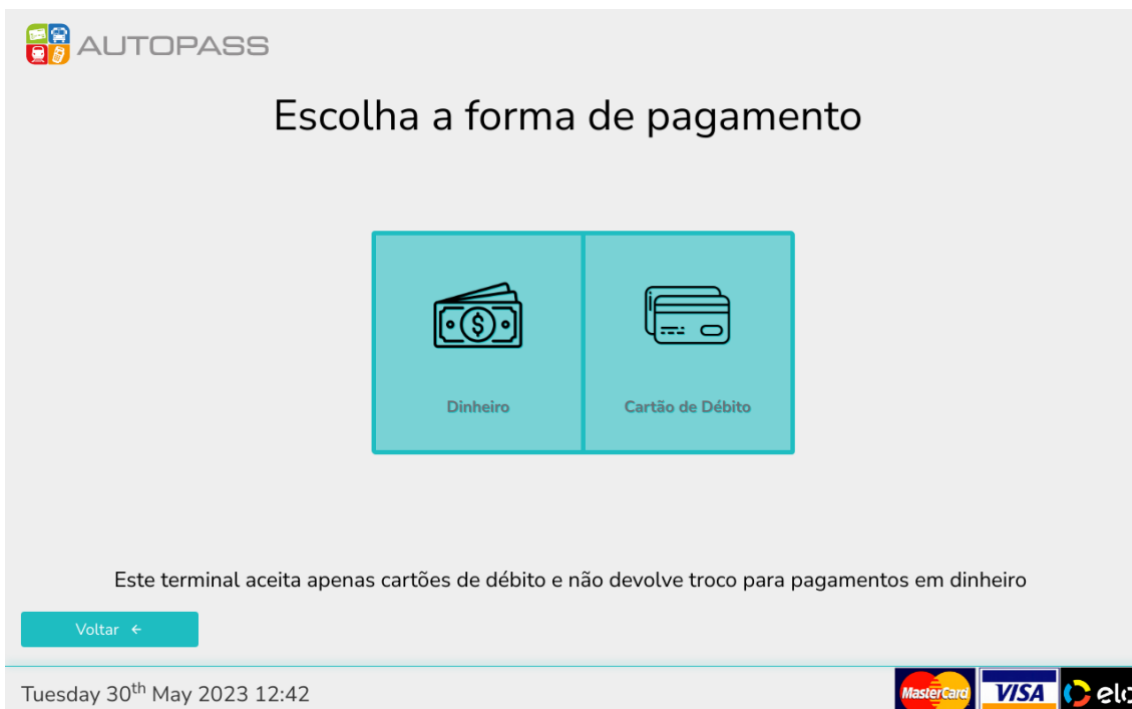 AUTOPASS
Escolha a forma de pagamento
Dinheiro
Cartão de Débito
Este terminal aceita apenas cartões de débito e não devolve troco para pagamentos em dinheiro
Voltar ←
Tuesday 30th May 2023 12:42
MasterCard
VISA
elo